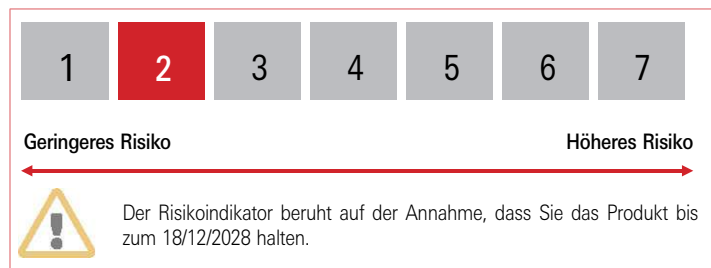 1 2 3 4 5 6 7
Geringeres Risiko Höheres Risiko
Der Risikoindikator beruht auf der Annahme, dass Sie das Produkt bis
zum 18/12/2028 halten.